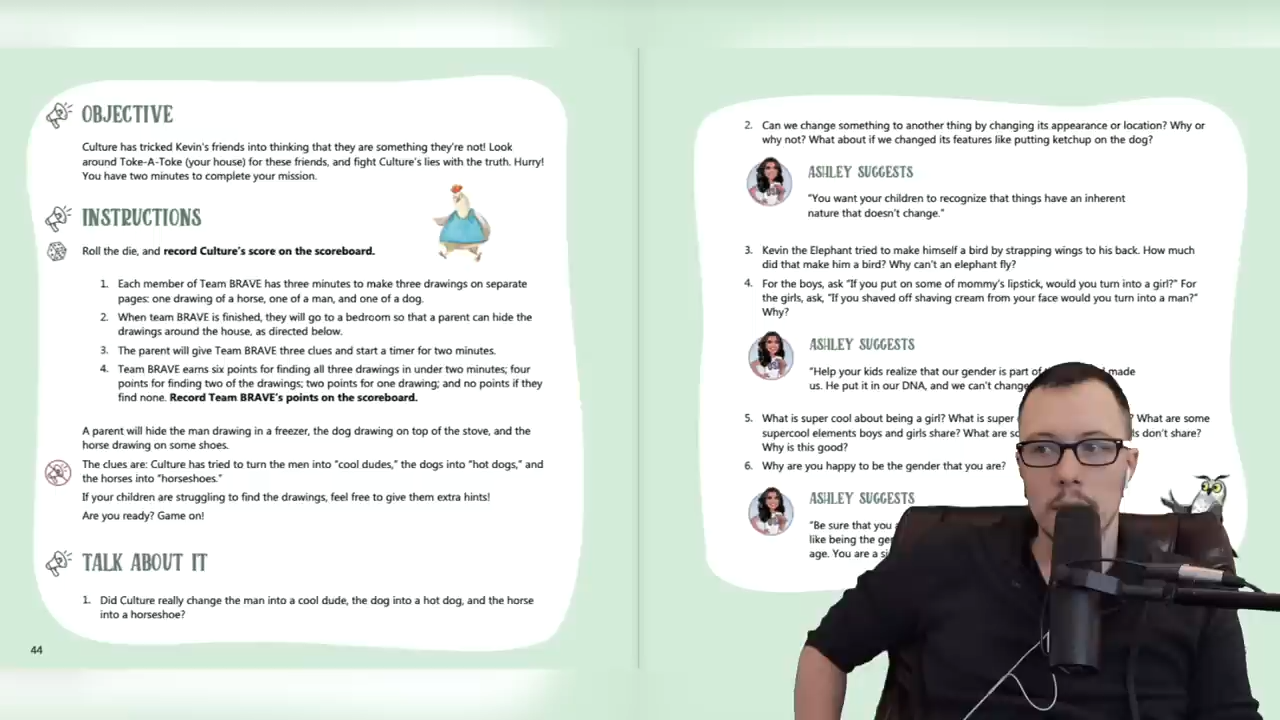 OBJECTIVE
Culture has tricked Kevin's friends into thinking that they are something they're not! Look
around Toke-A-Toke (your house) for these friends, and fight Culture's lies with the truth. Hurry!
You have two minutes to complete your mission.
INSTRUCTIONS
Roll the die, and record Culture's score on the scoreboard.
1. Each member of Team BRAVE has three minutes to make three drawings on separate
pages: one drawing of a horse, one of a man, and one of a dog.
2. When team BRAVE is finished, they will go to a bedroom so that a parent can hide the
drawings around the house, as directed below.
3. The parent will give Team BRAVE three clues and start a timer for two minutes.
4. Team BRAVE earns six points for finding all three drawings in under two minutes; four
points for finding two of the drawings; two points for one drawing; and no points if they
find none. Record Team BRAVE's points on the scoreboard.
A parent will hide the man drawing in a freezer, the dog drawing on top of the stove, and the
horse drawing on some shoes.
The clues are: Culture has tried to turn the men into "cool dudes," the dogs into "hot dogs," and
the horses into "horseshoes."
If your children are struggling to find the drawings, feel free to give them extra hints!
Are you ready? Game on!
TALK ABOUT IT
1. Did Culture really change the man into a cool dude, the dog into a hot dog, and the horse
into a horseshoe?
44
2. Can we change something to another thing by changing its appearance or location? Why or
why not? What about if we changed its features like putting ketchup on the dog?
ASHLEY SUGGESTS
"You want your children to recognize that things have an inherent
nature that doesn't change."
3. Kevin the Elephant tried to make himself a bird by strapping wings to his back. How much
did that make him a bird? Why can't an elephant fly?
4. For the boys, ask "If you put on some of mommy's lipstick, would you turn into a girl?" For
the girls, ask, "If you shaved off shaving cream from your face would you turn into a man?"
Why?
ASHLEY SUGGESTS
"Help your kids realize that our gender is part of made
us. He put it in our DNA, and we can't change
5. What is super cool about being a girl? What is super ? What are some
supercool elements boys and girls share? What are don't share?
Why is this good?
6. Why are you happy to be the gender that you are?
ASHLEY SUGGESTS
"Be sure that you
like being the
age. You are a